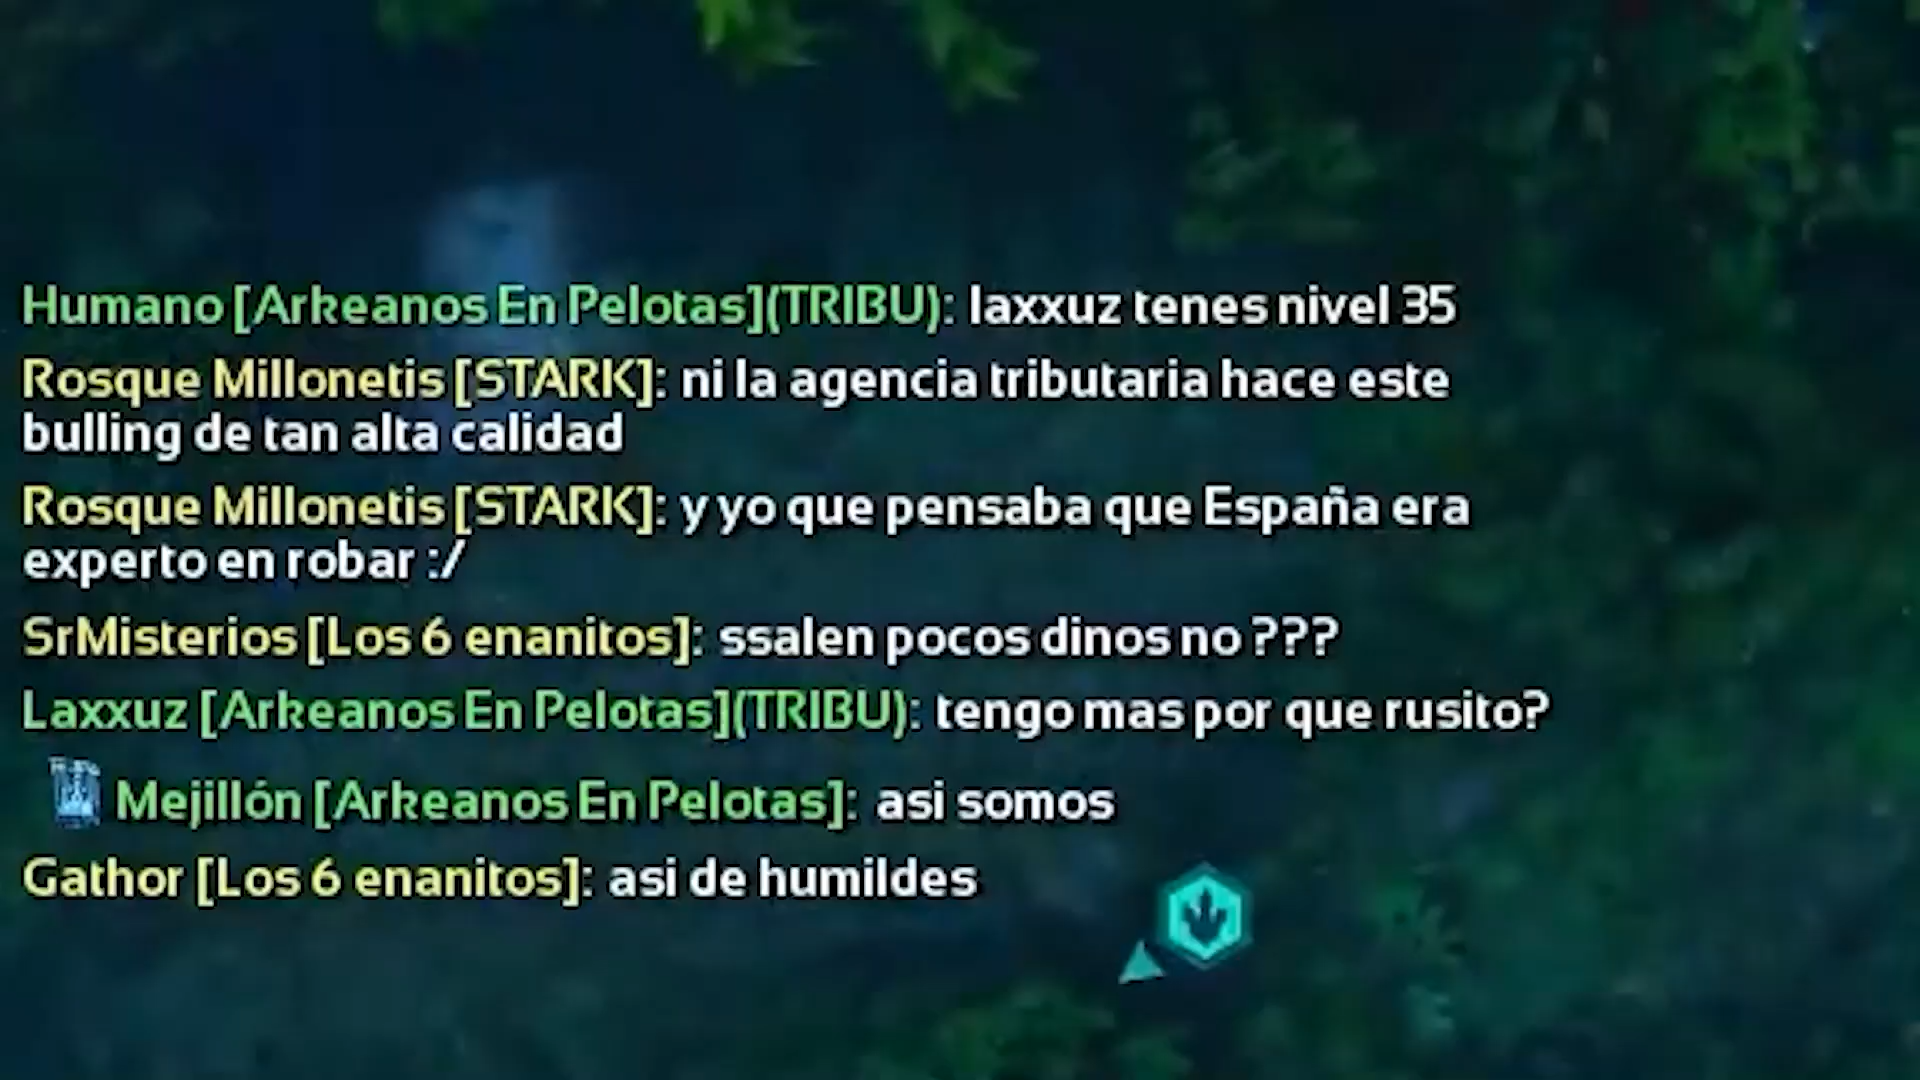 Humano [Arkeanos En Pelotas](TRIBU): laxxuz tenes nivel 35
Rosque Millonetis [STARK]: ni la agencia tributaria hace este
bulling de tan alta calidad
Rosque Millonetis [STARK]: y yo que pensaba que España era
experto en robar :/
SrMisterios [Los 6 enanitos]: ssalen pocos dinos no ???
Laxxuz [Arkeanos En Pelotas](TRIBU): tengo mas por que rusito?
Mejillón [Arkeanos En Pelotas]: asi somos
Gathor [Los 6 enanitos]: asi de humildes